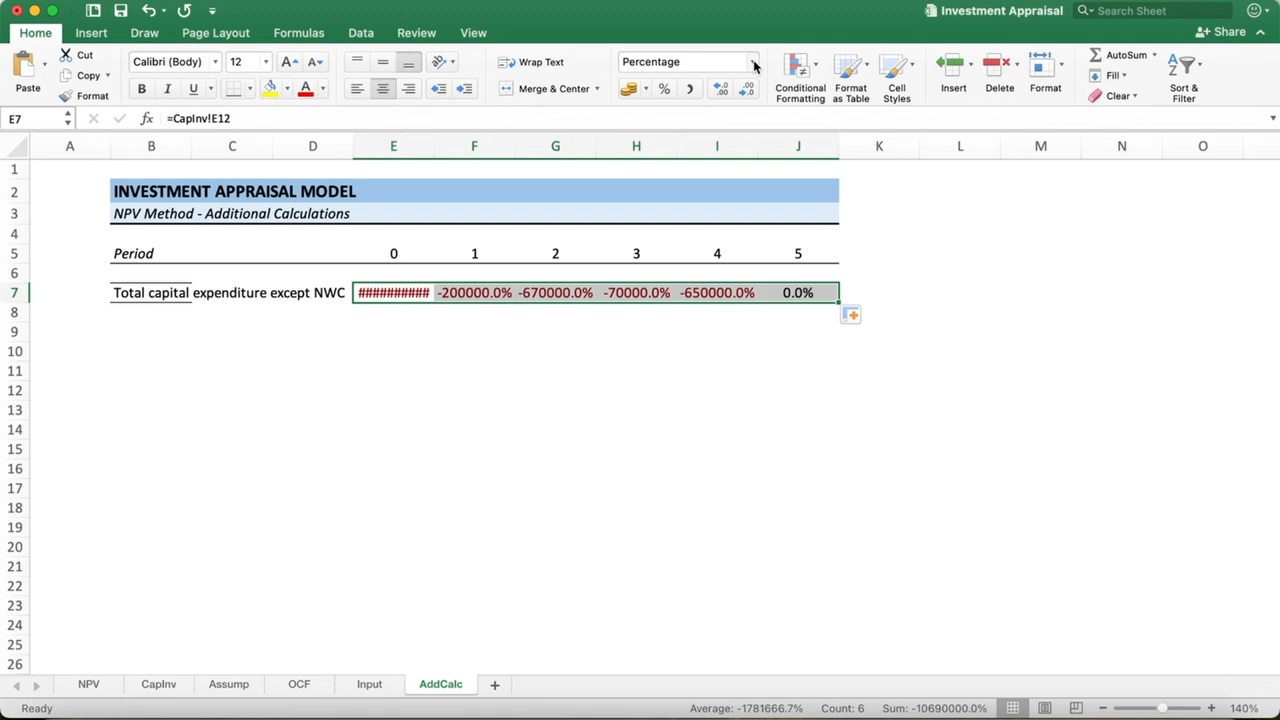 Investment Appraisal
Search Sheet
Home Insert Draw Page Layout Formulas Data Review View
Share
Paste
Cut
Copy
Format
Calibri (Body) 12 A A
B I U A
ab
Wrap Text
Merge & Center
Percentage
% .0 .00
.00 .0
Conditional Formatting
Format as Table
Cell Styles
Insert
Delete
Format
AutoSum
Fill
Clear
Sort & Filter
E7 fx =CapInv!E12
A B C D E F G H I J K L M N O
1
2 INVESTMENT APPRAISAL MODEL
3 NPV Method - Additional Calculations
4
5 Period 0 1 2 3 4 5
6
7 Total capital expenditure except NWC ########## -200000.0% -670000.0% -70000.0% -650000.0% 0.0%
8
9
10
11
12
13
14
15
16
17
18
19
20
21
22
23
24
25
26
NPV CapInv Assump OCF Input AddCalc +
Ready Average: -1781666.7% Count: 6 Sum: -10690000.0% 140%